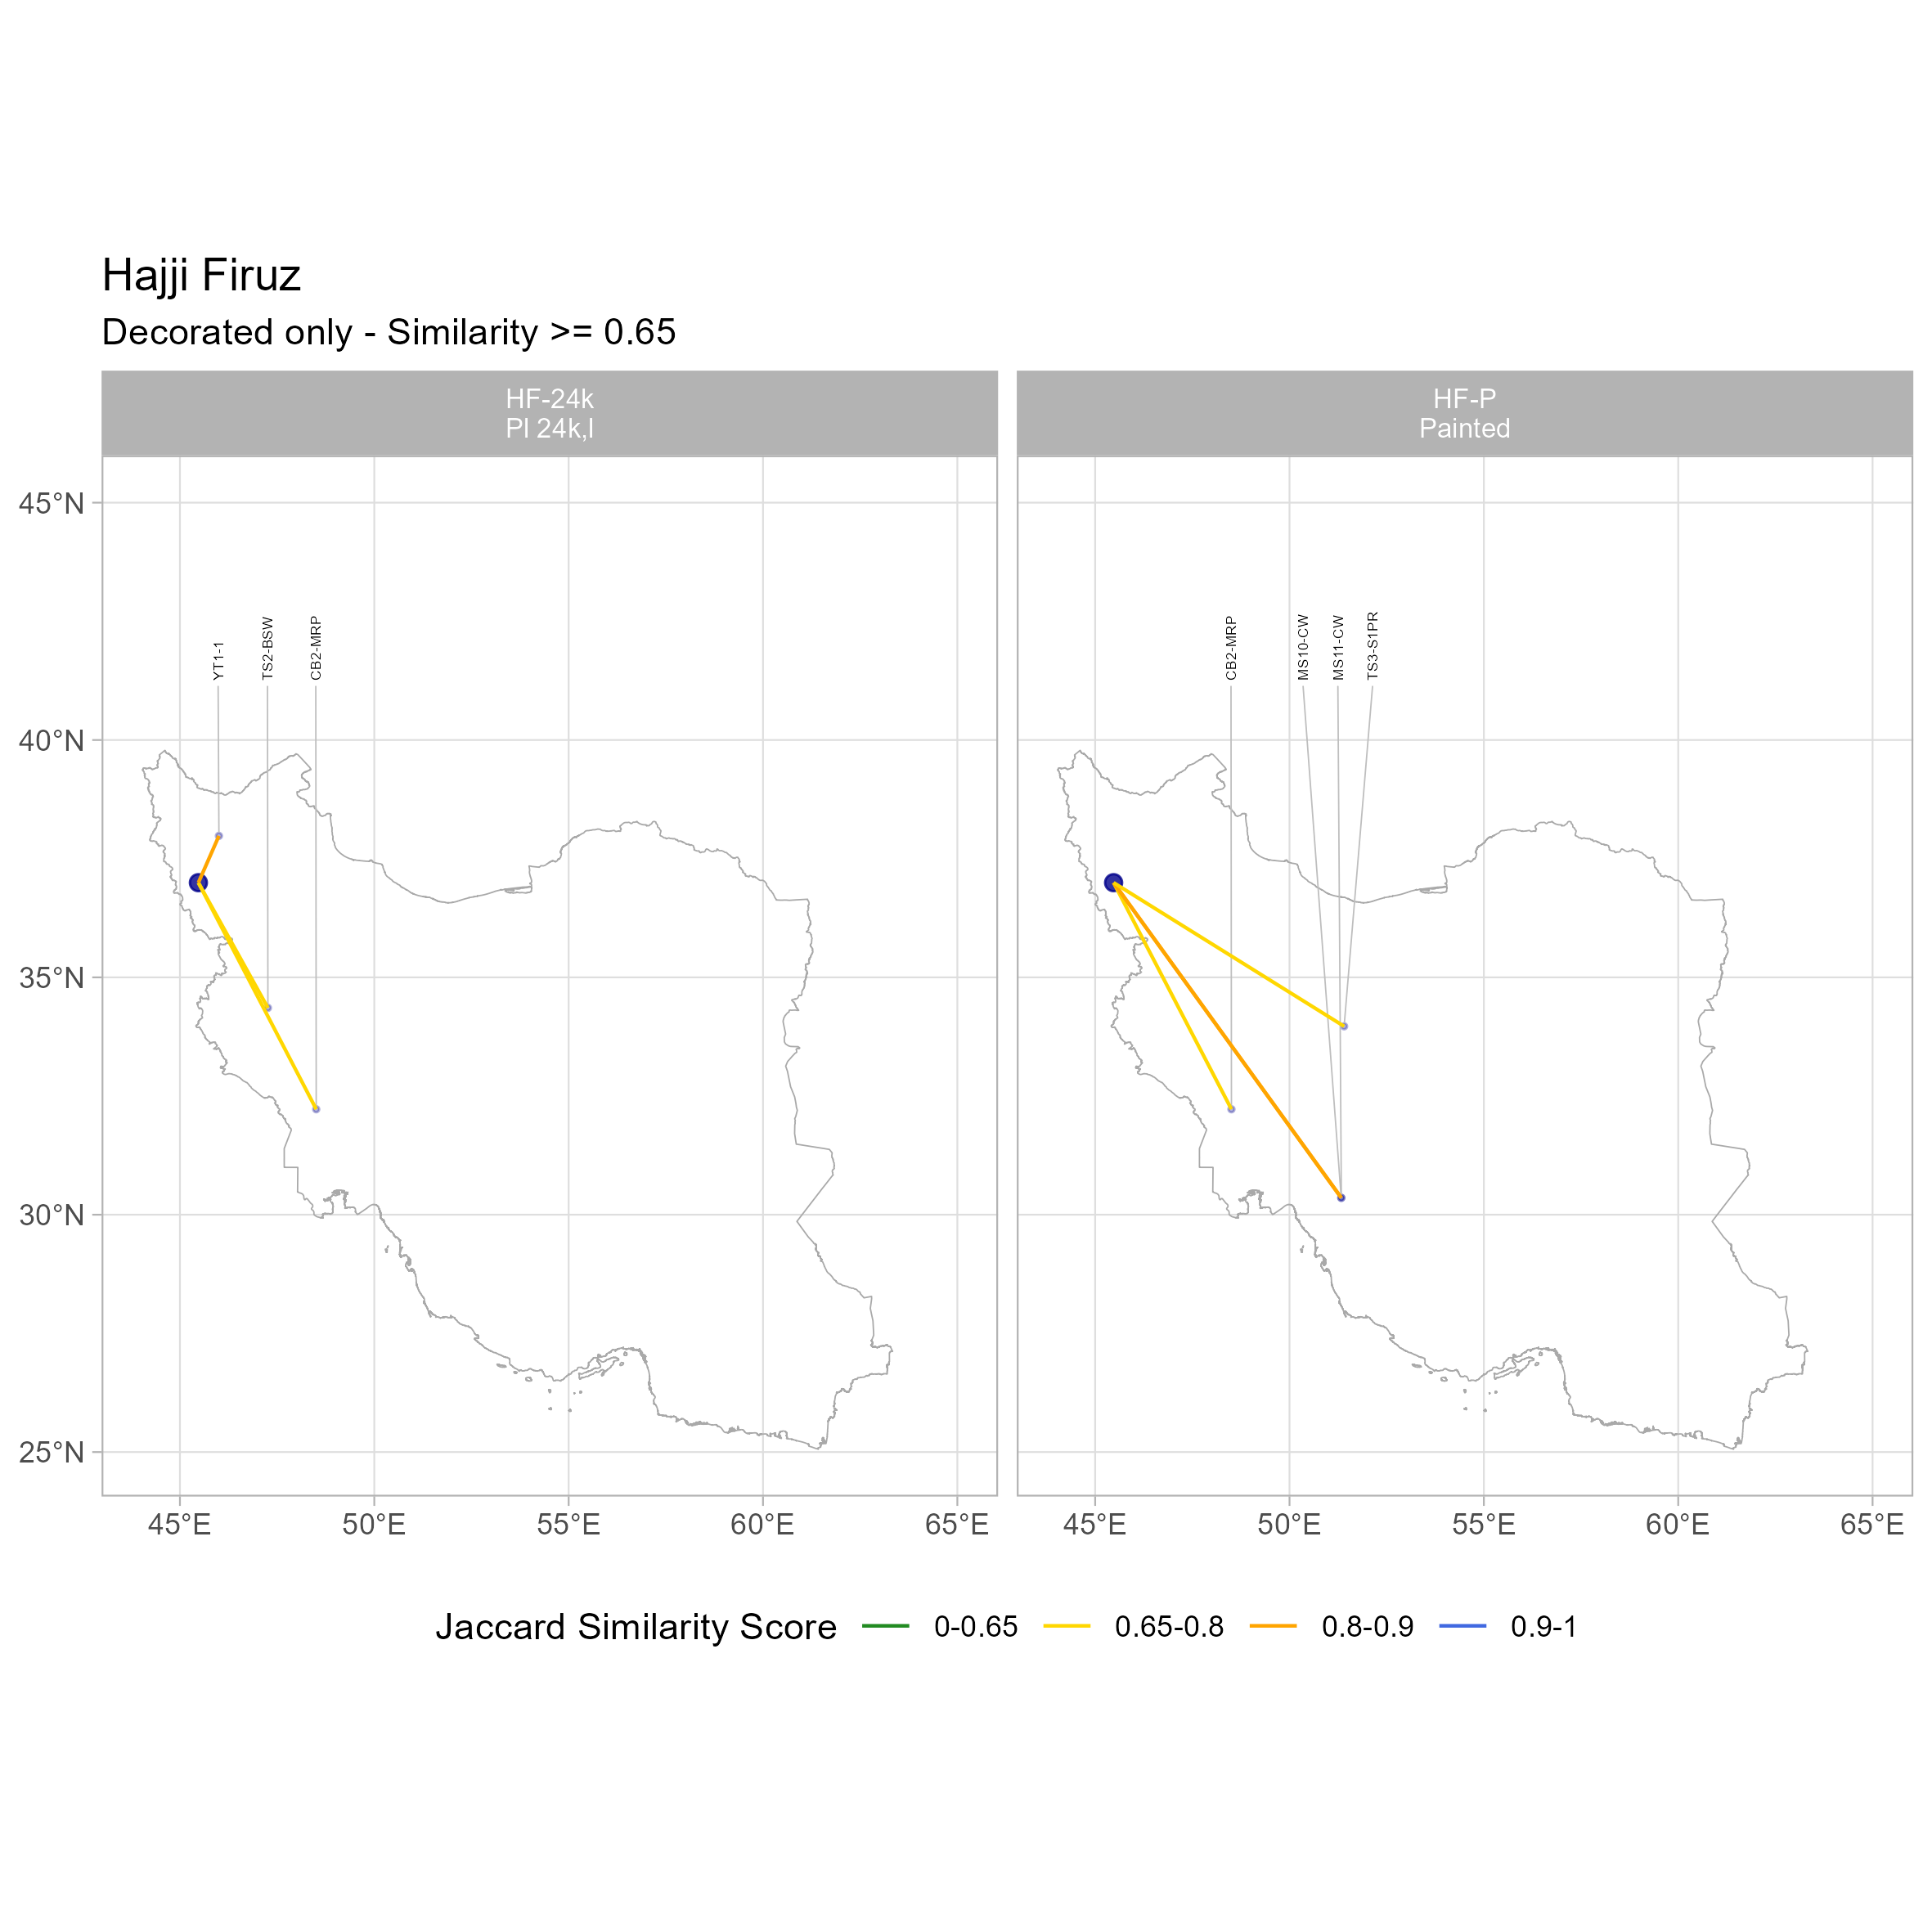 Hajji Firuz
Decorated only - Similarity >= 0.65
HF-24k
Pl 24k,l
HF-P
Painted
YT1-1
TS2-BSW
CB2-MRP
CB2-MRP
MS10-CW
MS11-CW
TS3-S1PR
45°N
40°N
35°N
30°N
25°N
45°E 50°E 55°E 60°E 65°E
45°E 50°E 55°E 60°E 65°E
Jaccard Similarity Score 0-0.65 0.65-0.8 0.8-0.9 0.9-1